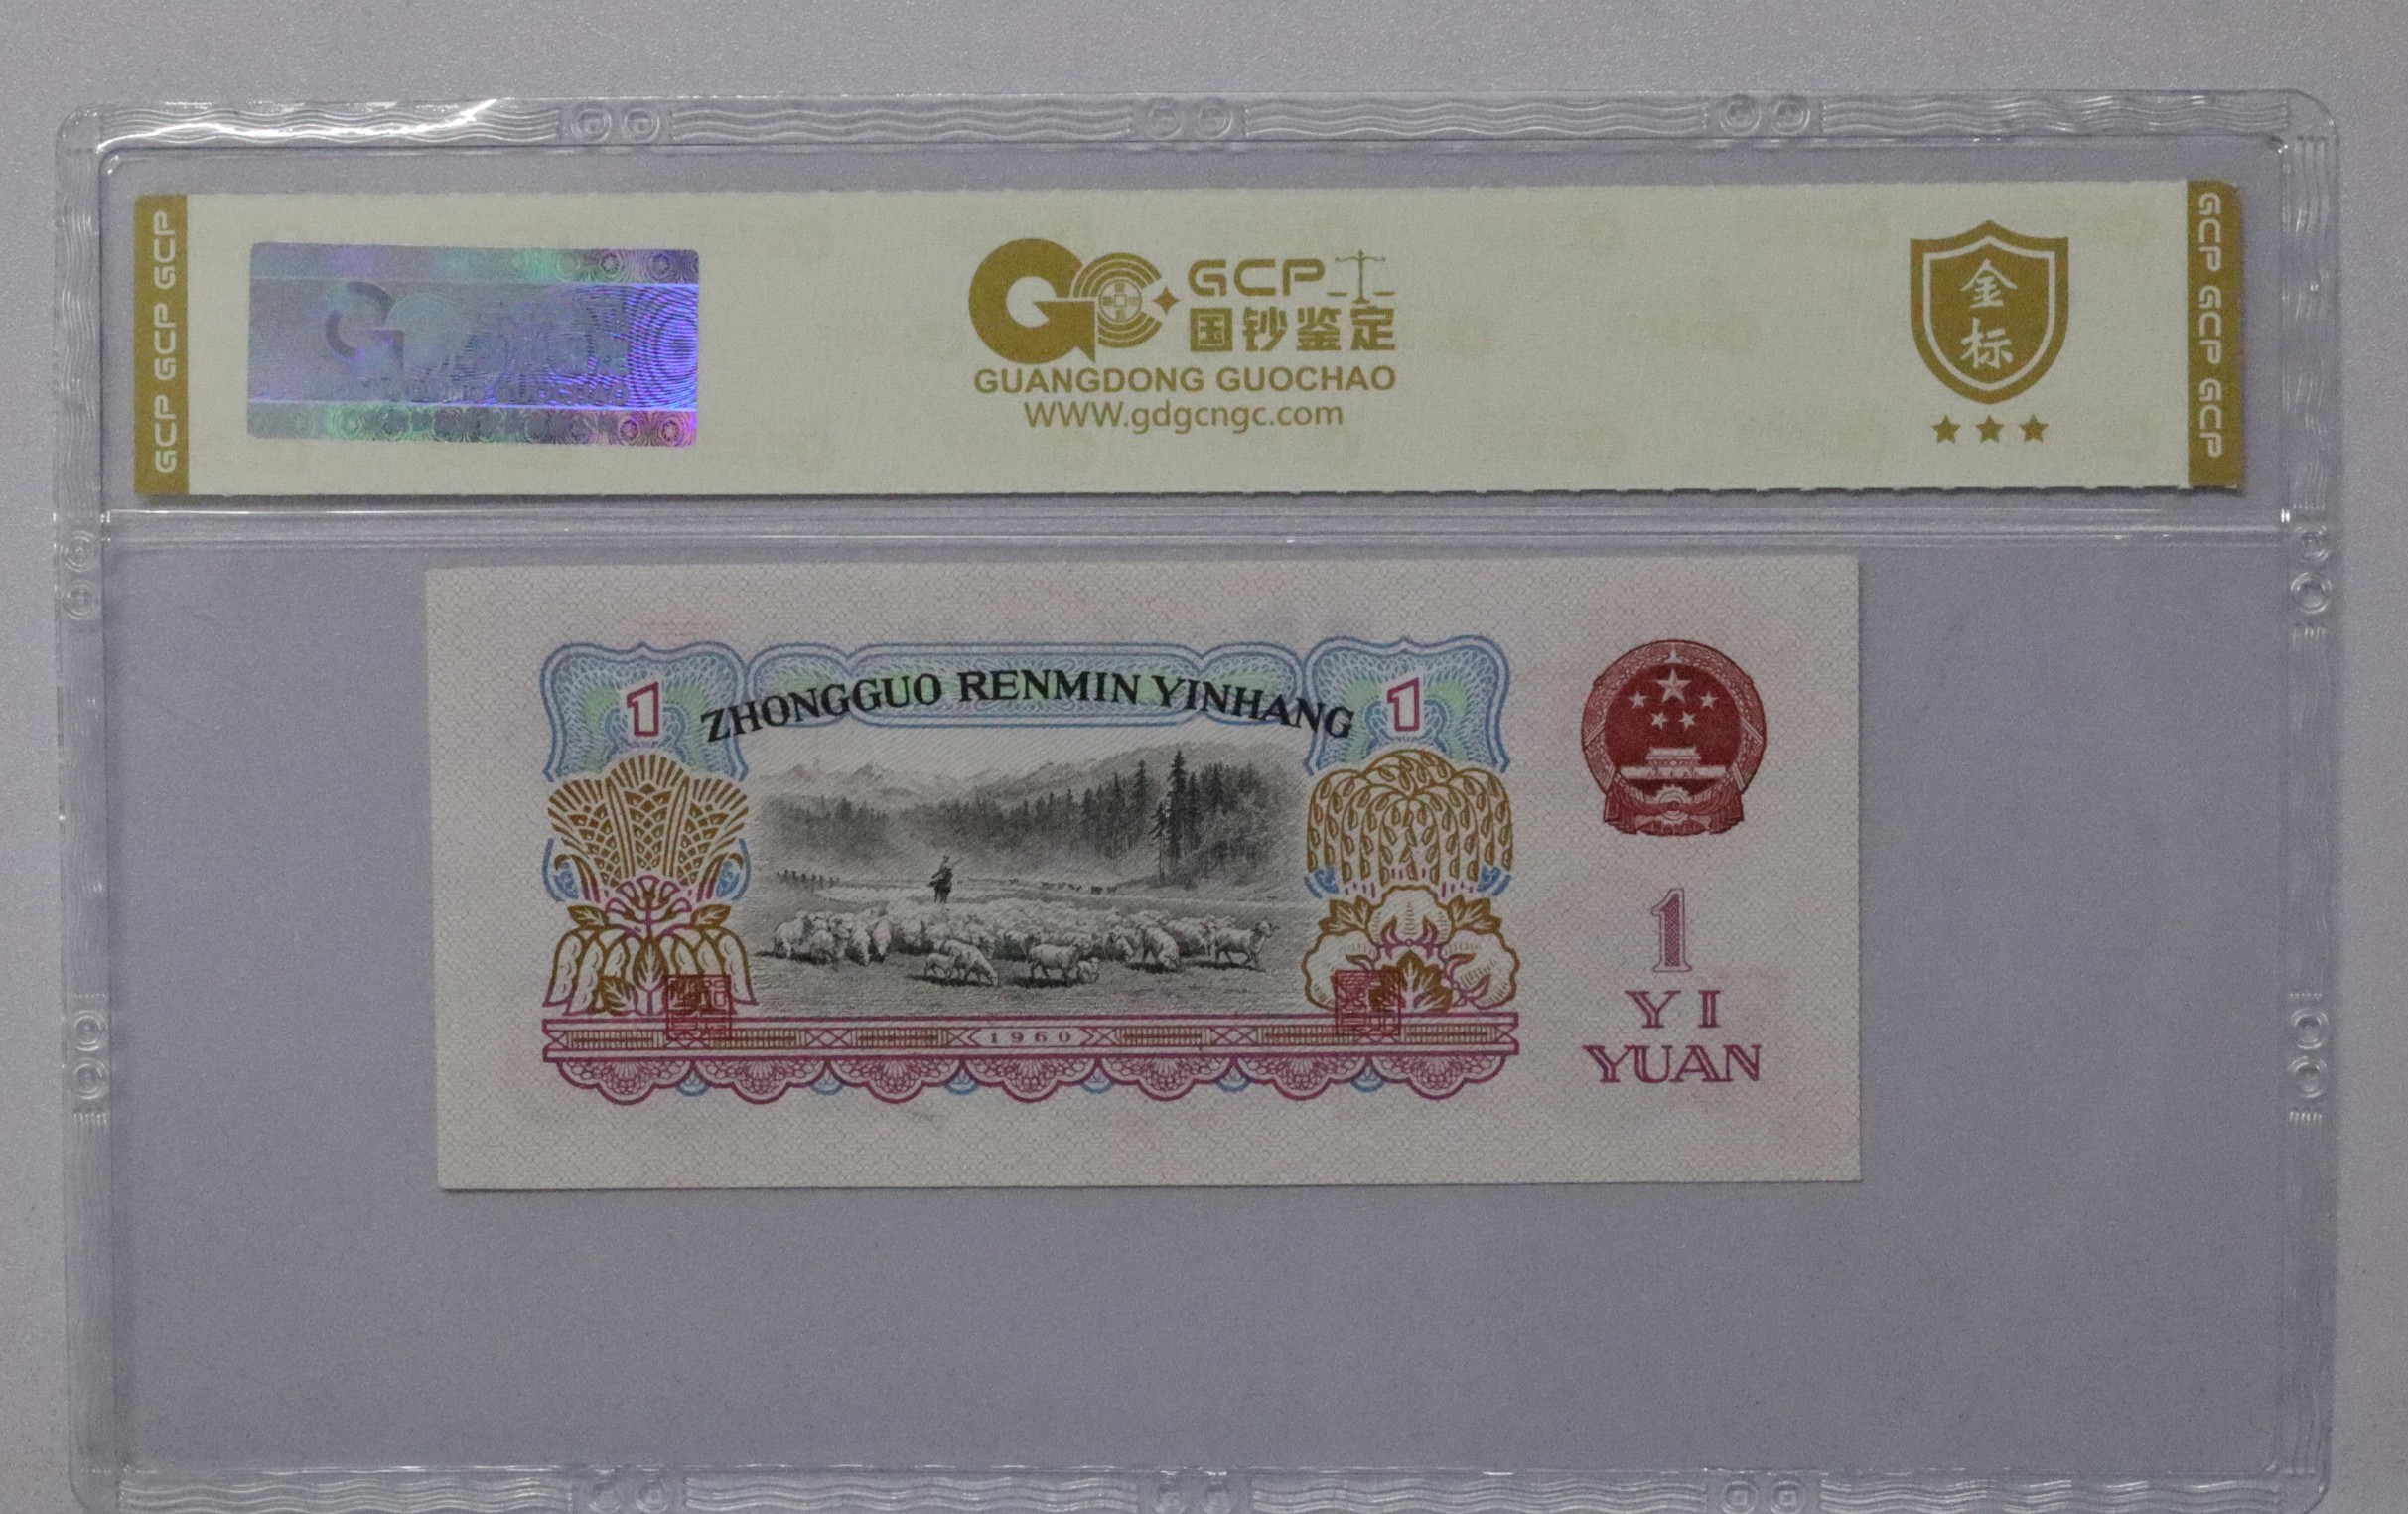 GCP GCP GCP
GCP
国钞鉴定
GUANGDONG GUOCHAO
WWW.gdgcngc.com
金
标
GCP GCP GCP
1
ZHONGGUO RENMIN YINHANG
1
1960
1
YI
YUAN